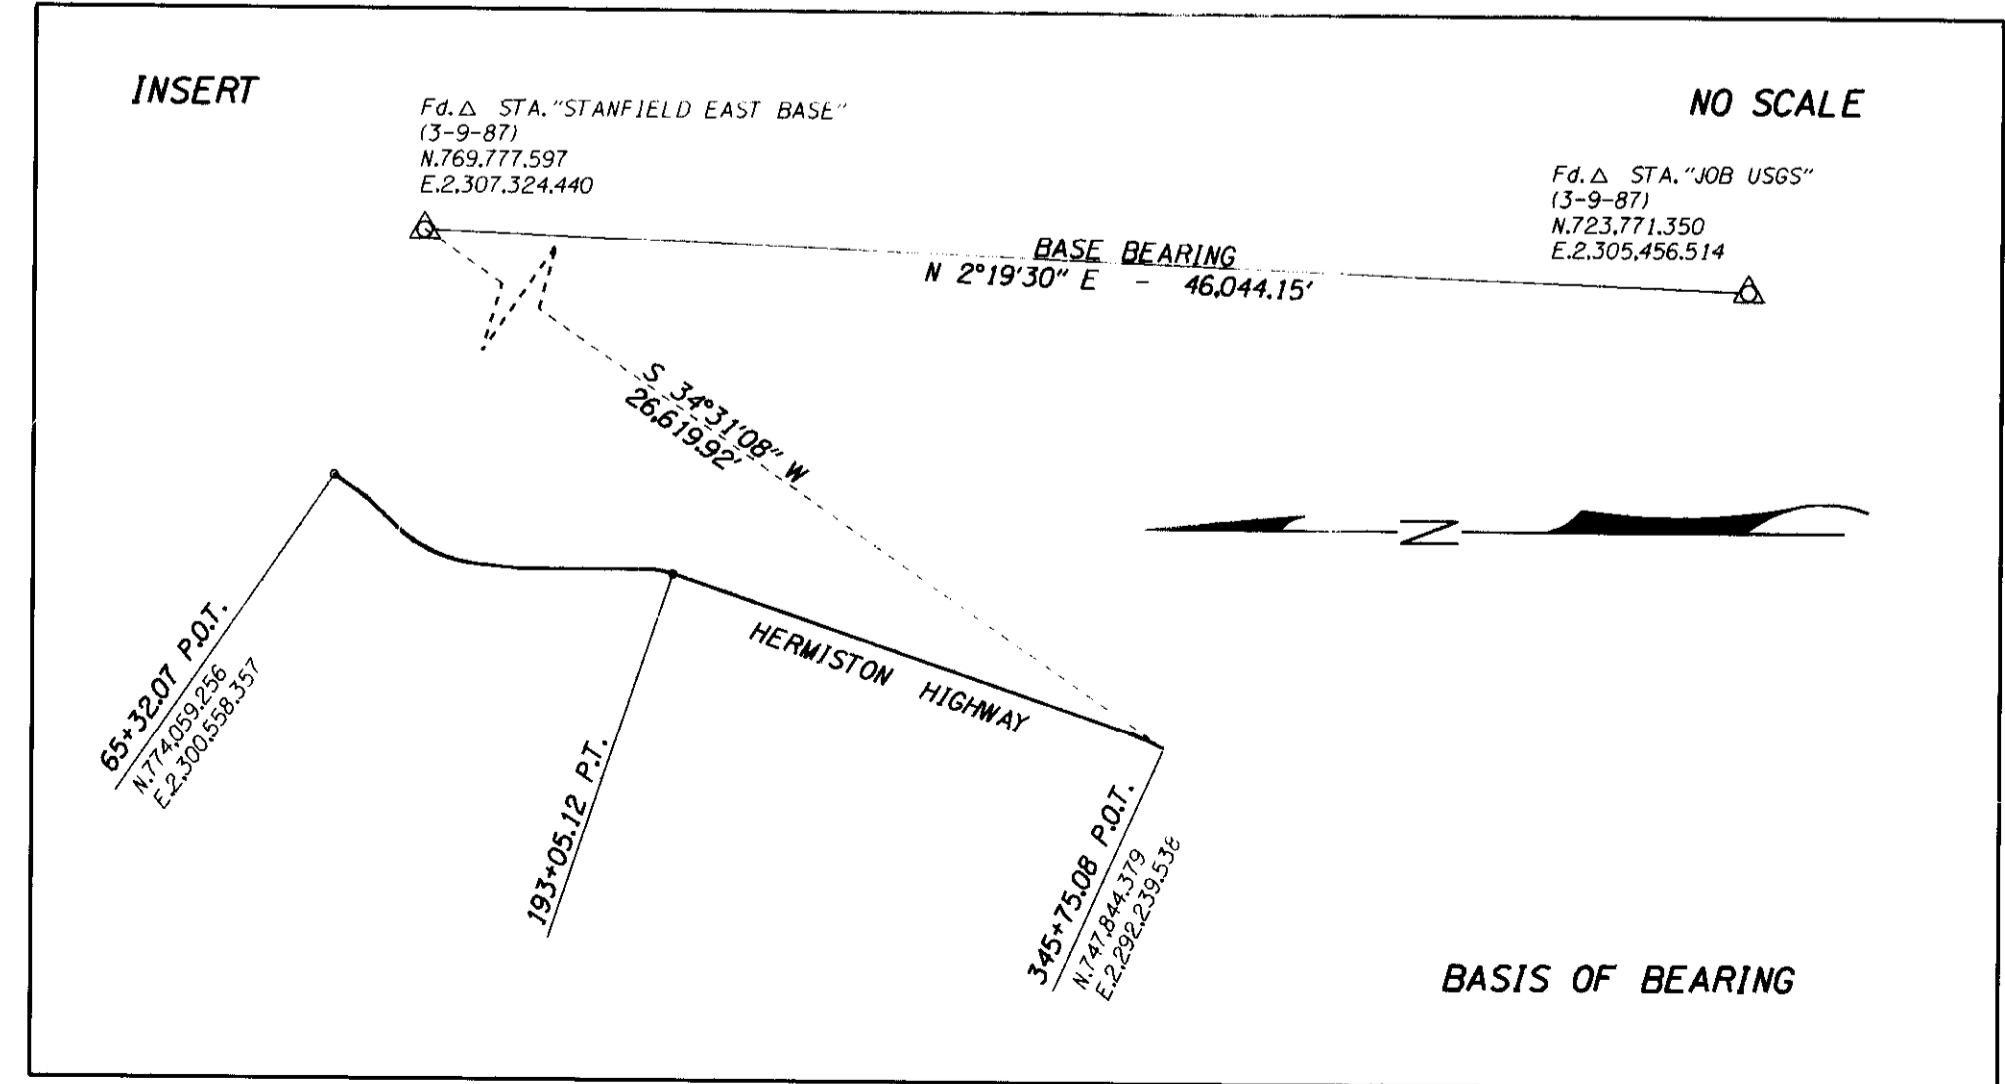 INSERT
NO SCALE
Fd. △ STA. "STANFIELD EAST BASE"
(3-9-87)
N.769,777.597
E.2,307,324.440
Fd. △ STA. "JOB USGS"
(3-9-87)
N.723,771.350
E.2,305,456.514
BASE BEARING
N 2°19'30" E - 46,044.15'
S 34°31'08" W
26,619.92'
N
HERMISTON HIGHWAY
65+32.07 P.O.T.
N.774,059.256
E.2,300,558.357
193+05.12 P.T.
345+75.08 P.O.T.
N.747,844.379
E.2,292,239.538
BASIS OF BEARING